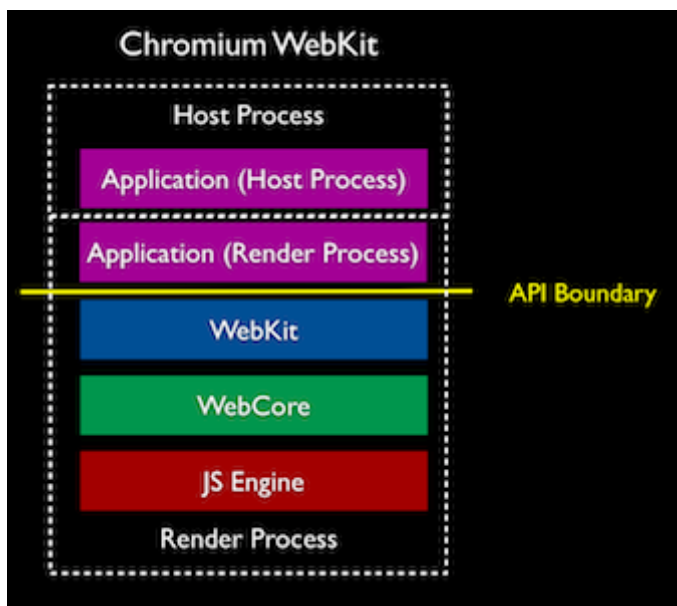 Chromium WebKit
Host Process
Application (Host Process)
Application (Render Process)
API Boundary
WebKit
WebCore
JS Engine
Render Process